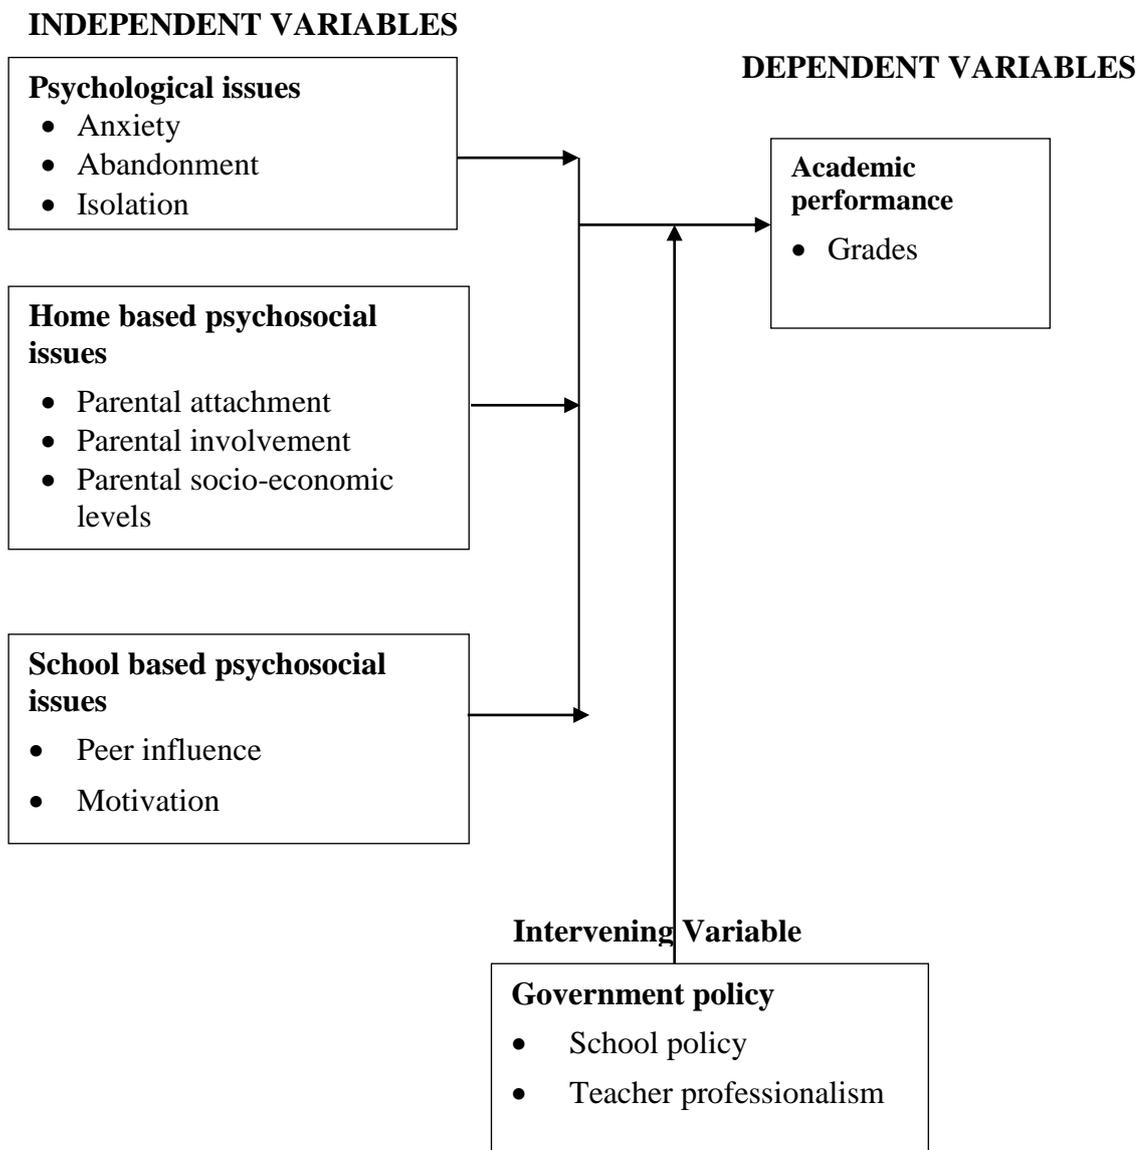 INDEPENDENT VARIABLES
Psychological issues
• Anxiety
• Abandonment
• Isolation
DEPENDENT VARIABLES
Academic
performance
• Grades
Home based psychosocial
issues
• Parental attachment
• Parental involvement
• Parental socio-economic
levels
School based psychosocial
issues
• Peer influence
• Motivation
Intervening Variable
Government policy
• School policy
• Teacher professionalism